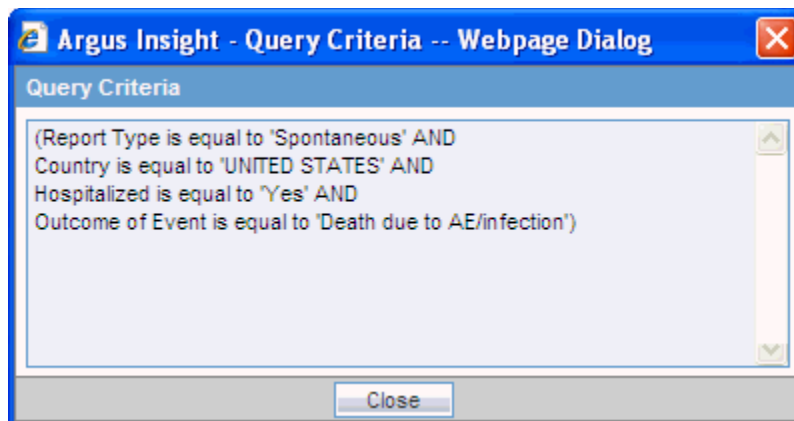 Argus Insight - Query Criteria -- Webpage Dialog
Query Criteria
(Report Type is equal to 'Spontaneous' AND
Country is equal to 'UNITED STATES' AND
Hospitalized is equal to 'Yes' AND
Outcome of Event is equal to 'Death due to AE/infection')
Close